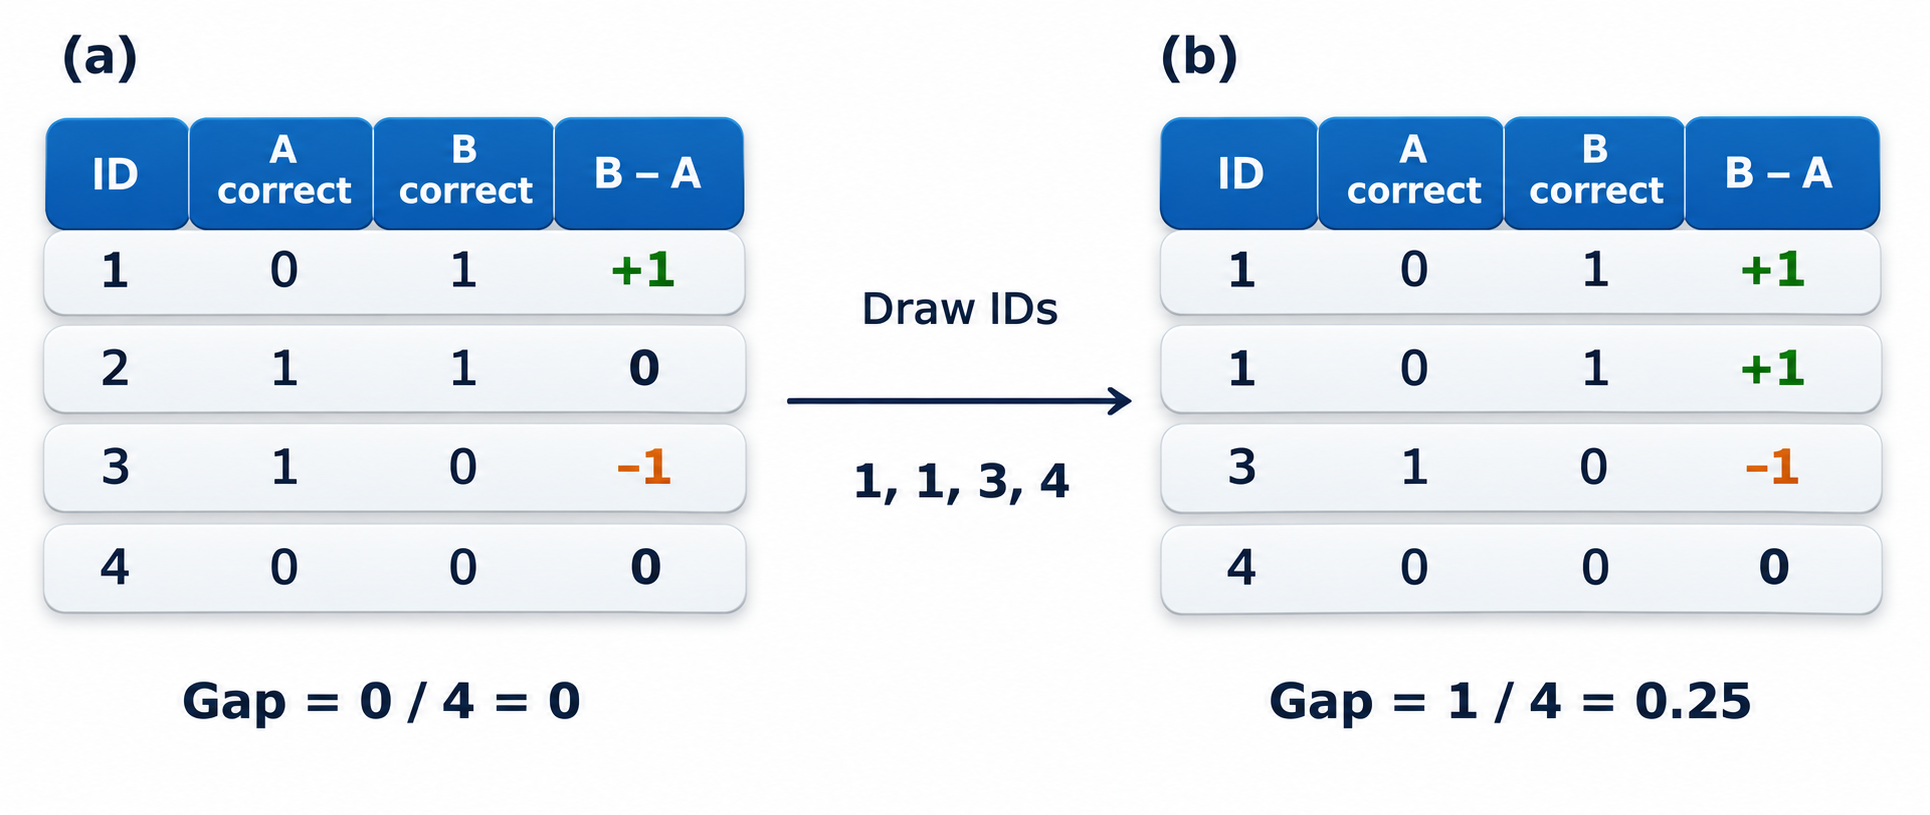 (a)
ID A correct B correct B – A
1 0 1 +1
2 1 1 0
3 1 0 –1
4 0 0 0
Gap = 0 / 4 = 0
Draw IDs
1, 1, 3, 4
(b)
ID A correct B correct B – A
1 0 1 +1
1 0 1 +1
3 1 0 –1
4 0 0 0
Gap = 1 / 4 = 0.25